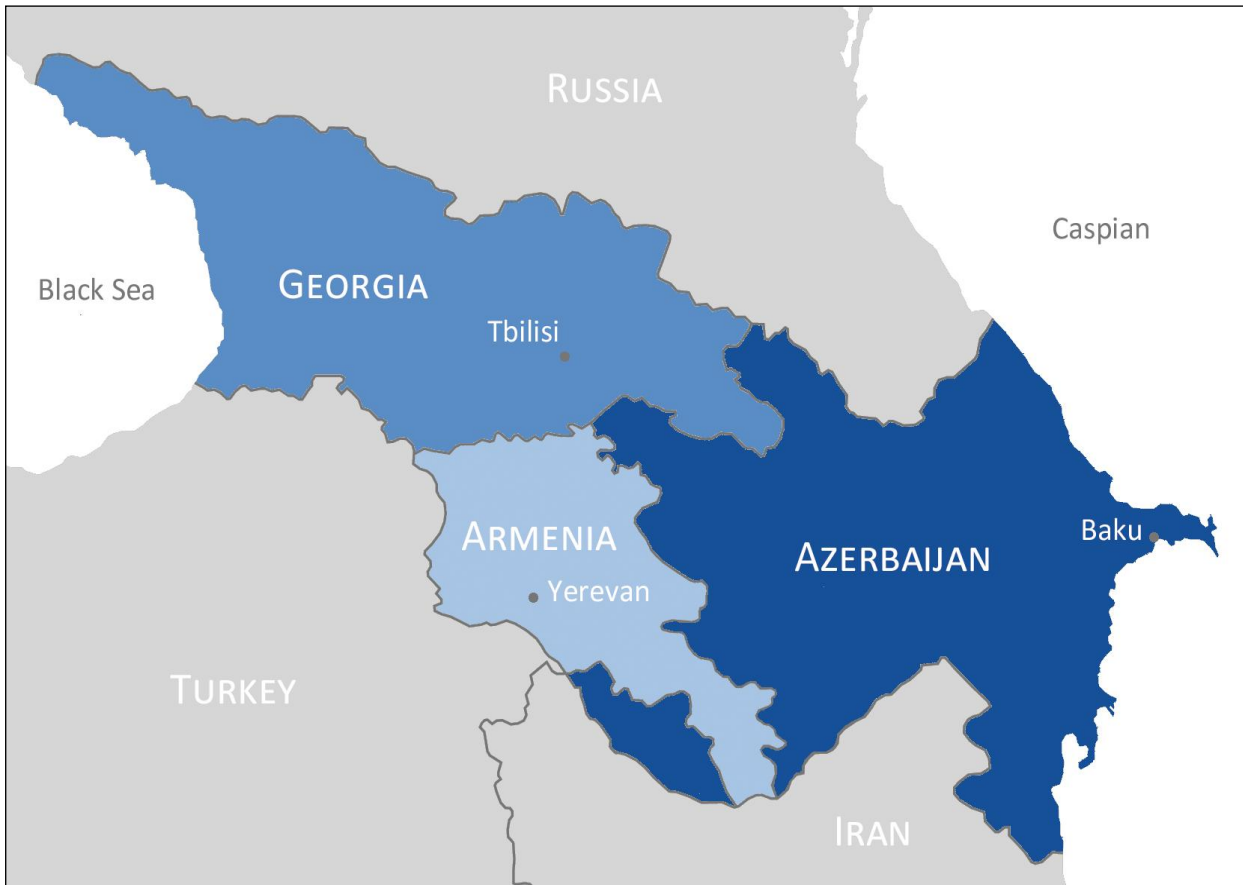 RUSSIA
Caspian
Black Sea
GEORGIA
Tbilisi
ARMENIA
Baku
AZERBAIJAN
Yerevan
TURKEY
IRAN